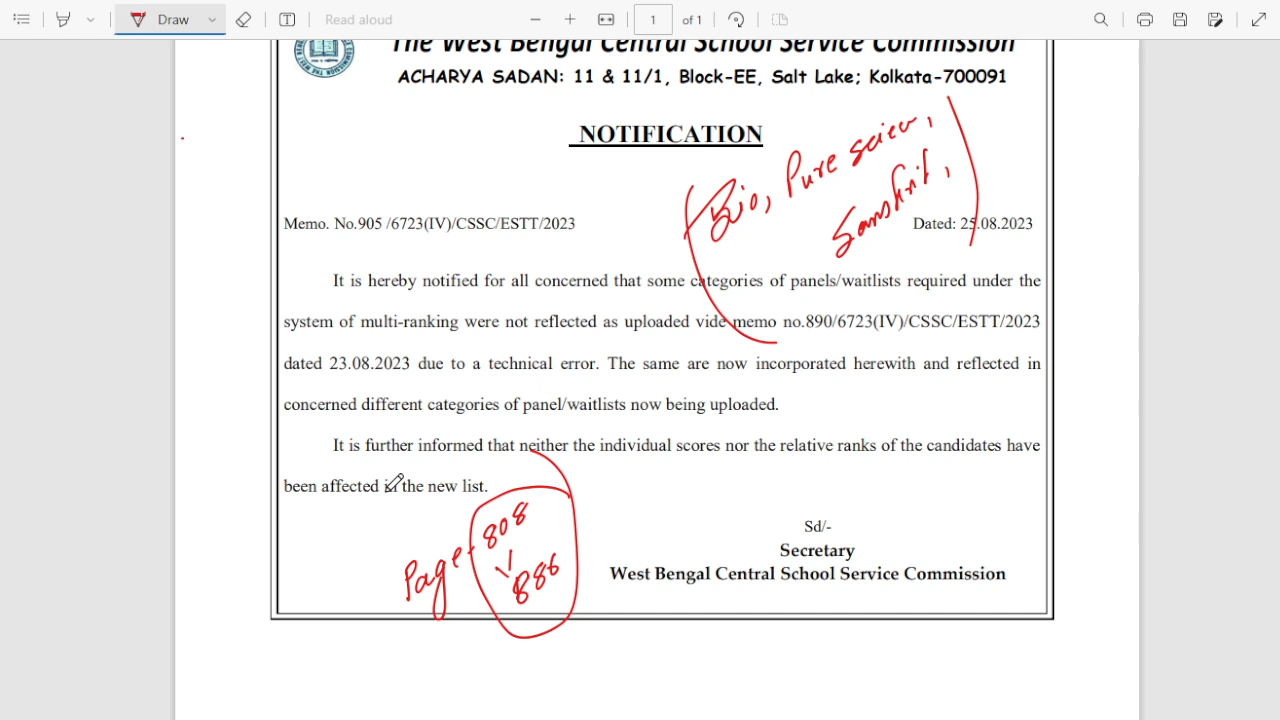 Draw
Read aloud
1 of 1
The West Bengal Central School Service Commission
ACHARYA SADAN: 11 & 11/1, Block-EE, Salt Lake; Kolkata-700091
NOTIFICATION
Bio, Pure Scien,
Sanskrit,
Memo. No.905 /6723(IV)/CSSC/ESTT/2023 Dated: 25.08.2023
It is hereby notified for all concerned that some categories of panels/waitlists required under the
system of multi-ranking were not reflected as uploaded vide memo no.890/6723(IV)/CSSC/ESTT/2023
dated 23.08.2023 due to a technical error. The same are now incorporated herewith and reflected in
concerned different categories of panel/waitlists now being uploaded.
It is further informed that neither the individual scores nor the relative ranks of the candidates have
been affected in the new list.
Page- 808
886
Sd/-
Secretary
West Bengal Central School Service Commission